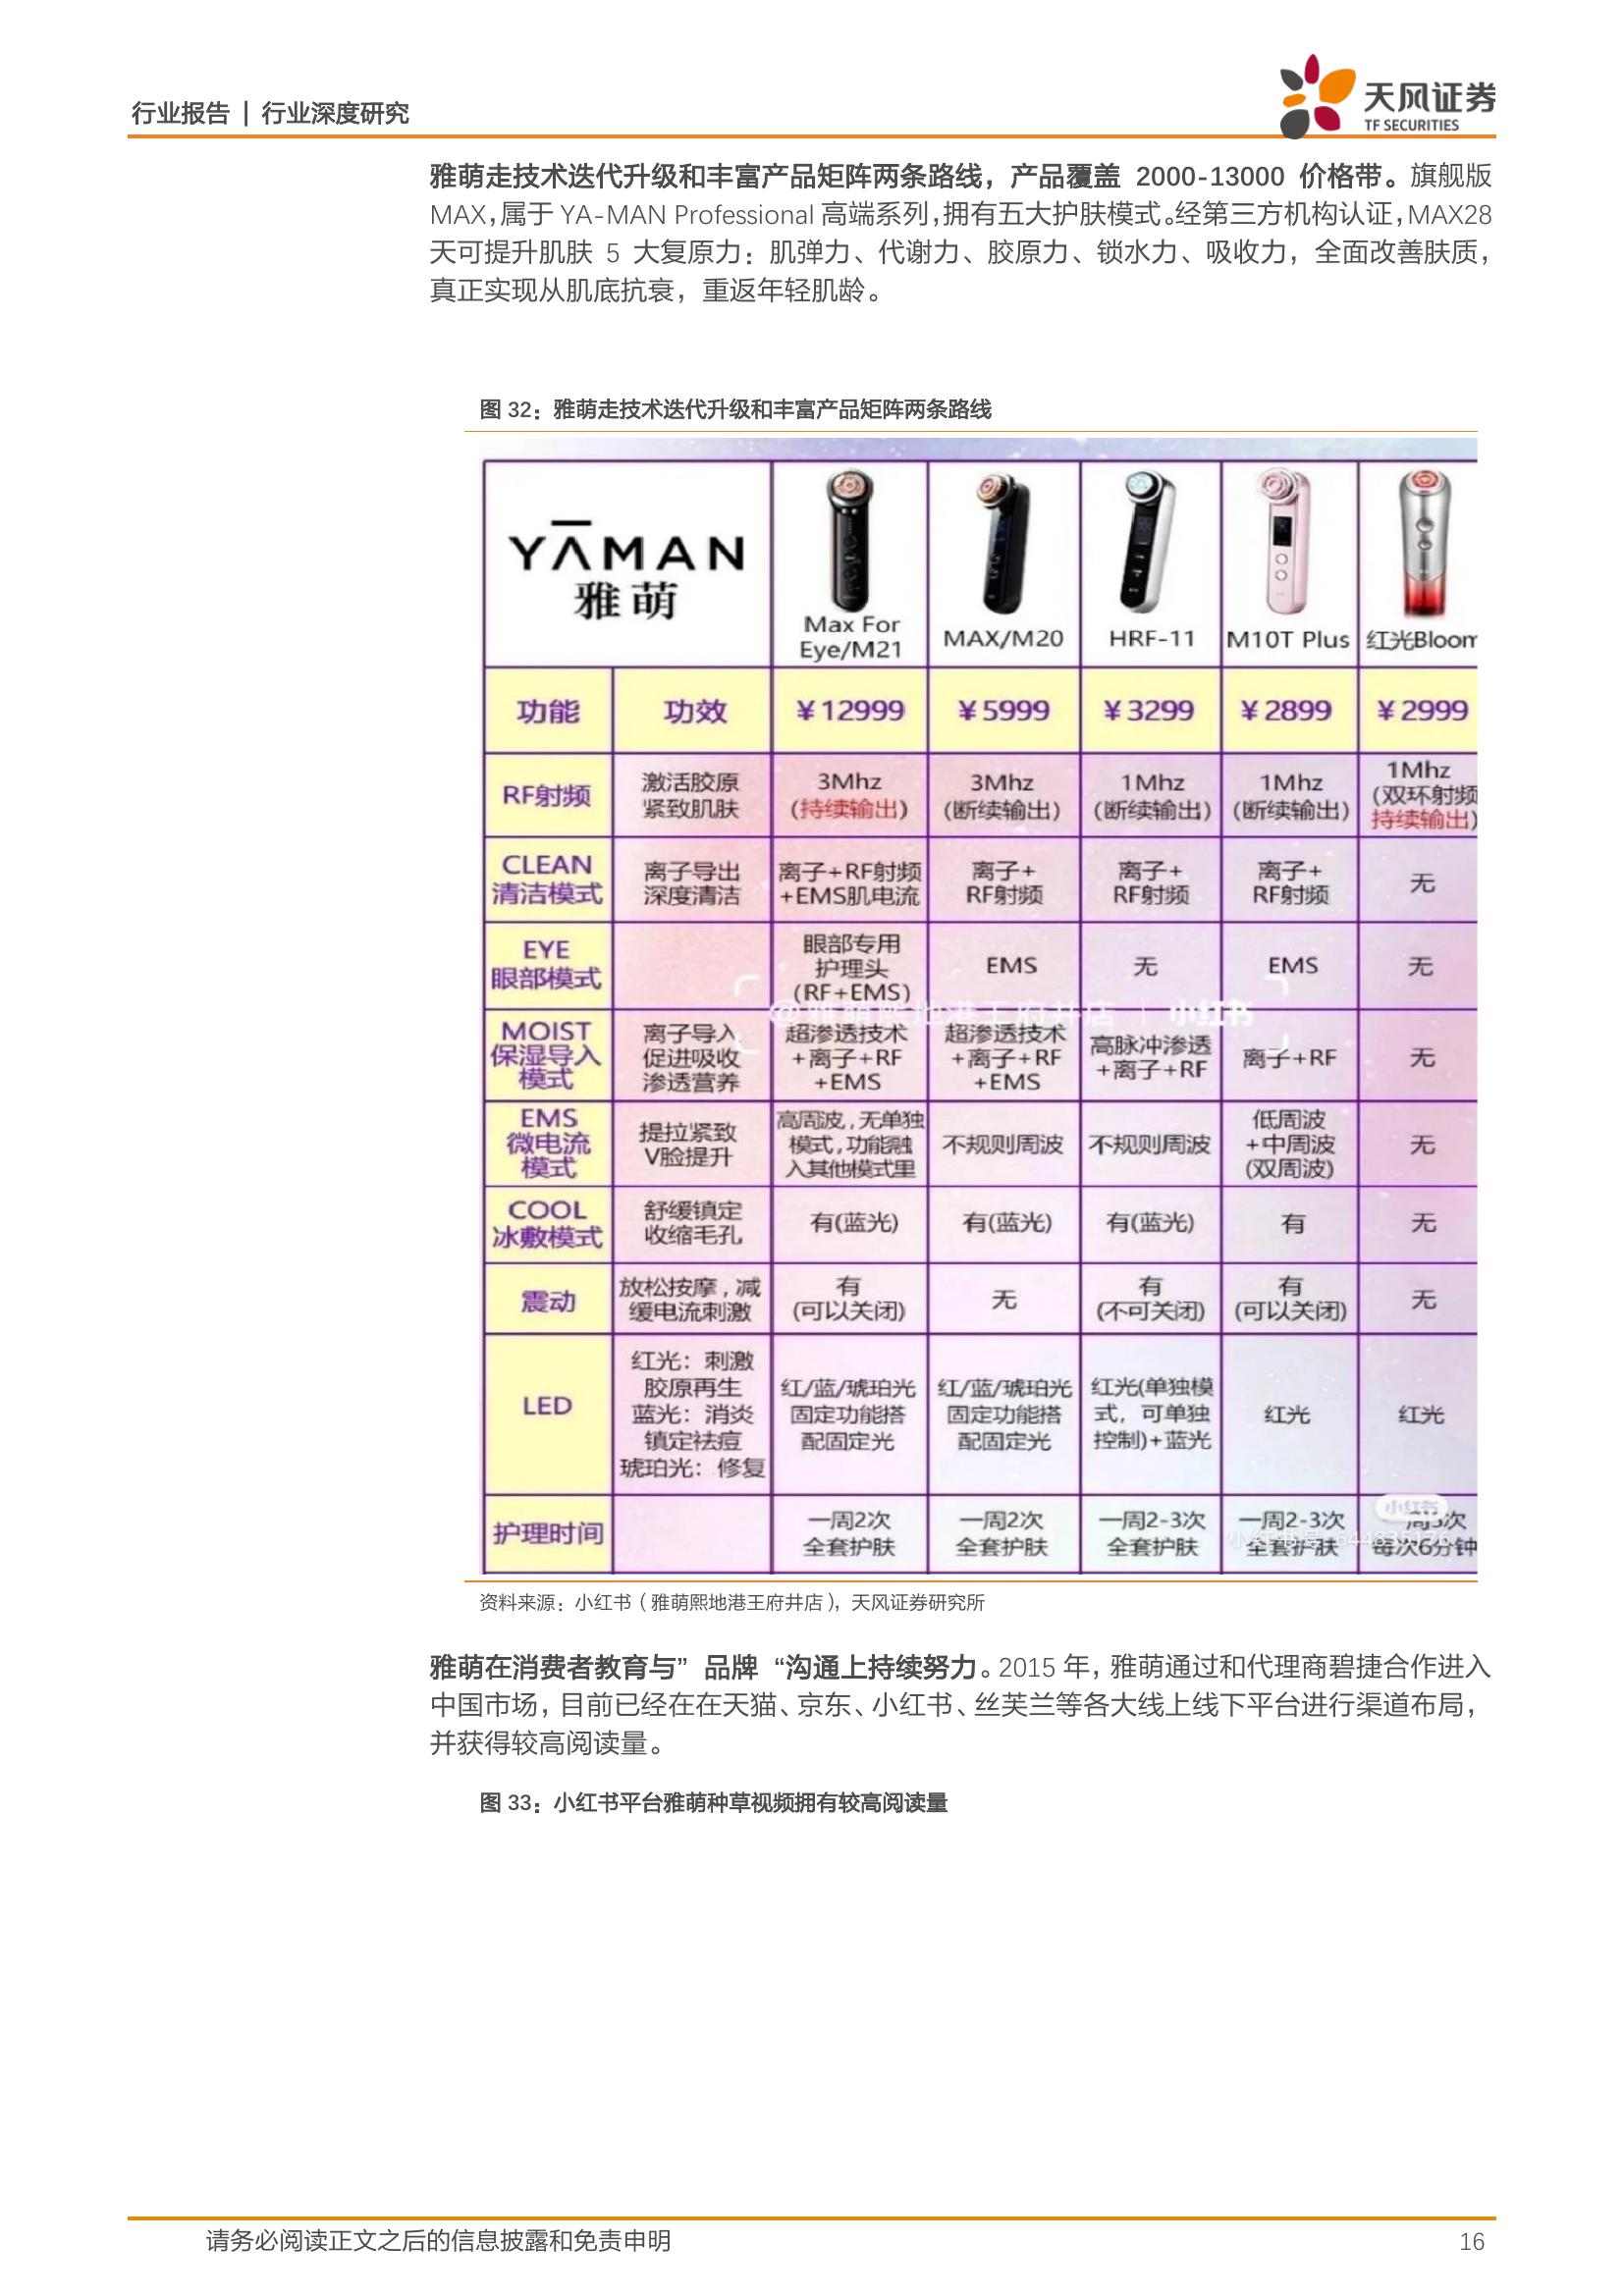 行业报告 | 行业深度研究
天风证券
TF SECURITIES
雅萌走技术迭代升级和丰富产品矩阵两条路线，产品覆盖 2000-13000 价格带。旗舰版
MAX，属于 YA-MAN Professional 高端系列，拥有五大护肤模式。经第三方机构认证，MAX28
天可提升肌肤 5 大复原力：肌弹力、代谢力、胶原力、锁水力、吸收力，全面改善肤质，
真正实现从肌底抗衰，重返年轻肌龄。
图 32：雅萌走技术迭代升级和丰富产品矩阵两条路线
YAMAN
雅萌
Max For
Eye/M21
MAX/M20
HRF-11
M10T Plus
红光Bloom
功能
功效
￥12999
￥5999
￥3299
￥2899
￥2999
RF射频
激活胶原
紧致肌肤
3Mhz
(持续输出)
3Mhz
(断续输出)
1Mhz
(断续输出)
1Mhz
(断续输出)
1Mhz
(双环射频
持续输出)
CLEAN
清洁模式
离子导出
深度清洁
离子+RF射频
+EMS肌电流
离子+
RF射频
离子+
RF射频
离子+
RF射频
无
EYE
眼部模式
眼部专用
护理头
(RF+EMS)
EMS
无
EMS
无
@雅萌熙地港王府井店 | 小红书
MOIST
保湿导入
模式
离子导入
促进吸收
渗透营养
超渗透技术
+离子+RF
+EMS
超渗透技术
+离子+RF
+EMS
高脉冲渗透
+离子+RF
离子+RF
无
EMS
微电流
模式
提拉紧致
V脸提升
高周波，无单独
模式，功能融
入其他模式里
不规则周波
不规则周波
低周波
+中周波
(双周波)
无
COOL
冰敷模式
舒缓镇定
收缩毛孔
有(蓝光)
有(蓝光)
有(蓝光)
有
无
震动
放松按摩，减
缓电流刺激
有
(可以关闭)
无
有
(不可关闭)
有
(可以关闭)
无
LED
红光：刺激
胶原再生
蓝光：消炎
镇定祛痘
琥珀光：修复
红/蓝/琥珀光
固定功能搭
配固定光
红/蓝/琥珀光
固定功能搭
配固定光
红光(单独模
式，可单独
控制)+蓝光
红光
红光
护理时间
一周2次
全套护肤
一周2次
全套护肤
一周2-3次
全套护肤
一周2-3次
全套护肤
一周3次
每次6分钟
小红书
资料来源：小红书（雅萌熙地港王府井店），天风证券研究所
雅萌在消费者教育与” 品牌 “沟通上持续努力。2015 年，雅萌通过和代理商碧捷合作进入
中国市场，目前已经在在天猫、京东、小红书、丝芙兰等各大线上线下平台进行渠道布局，
并获得较高阅读量。
图 33：小红书平台雅萌种草视频拥有较高阅读量
请务必阅读正文之后的信息披露和免责申明
16